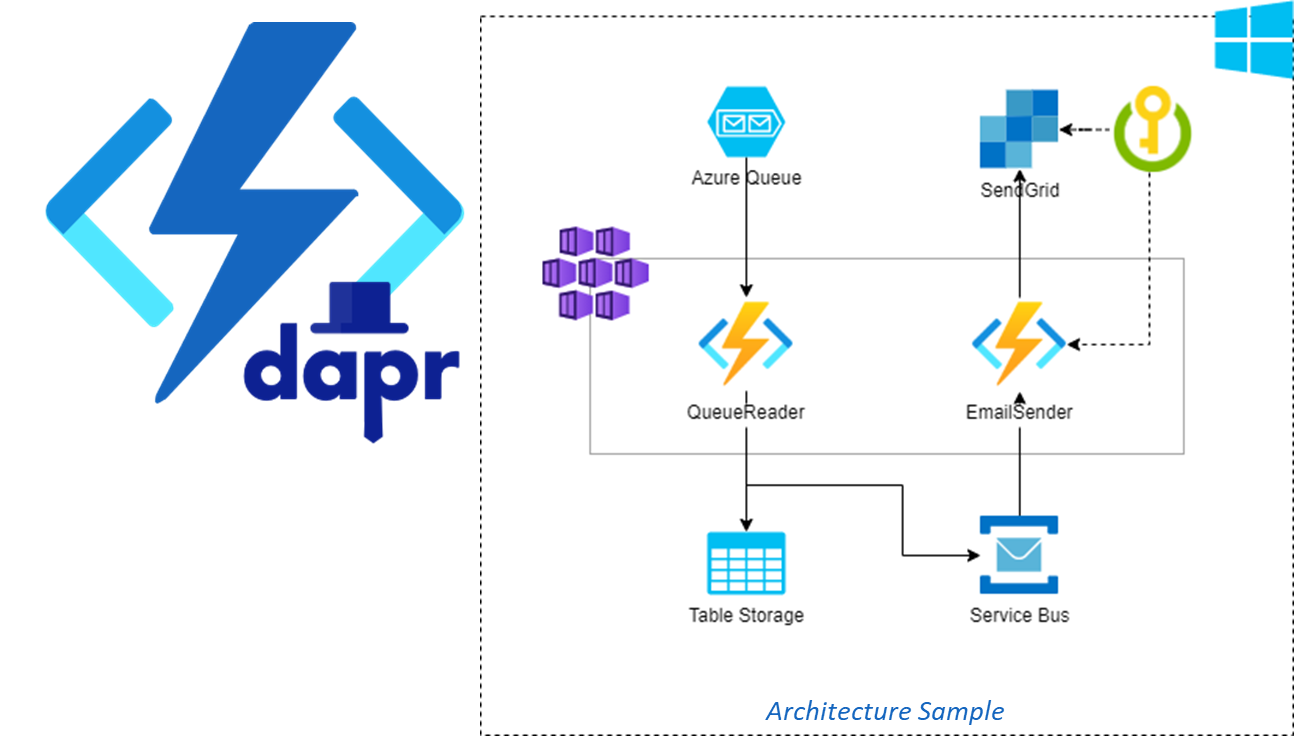 dapr
Azure Queue
SendGrid
QueueReader
EmailSender
Table Storage
Service Bus
Architecture Sample